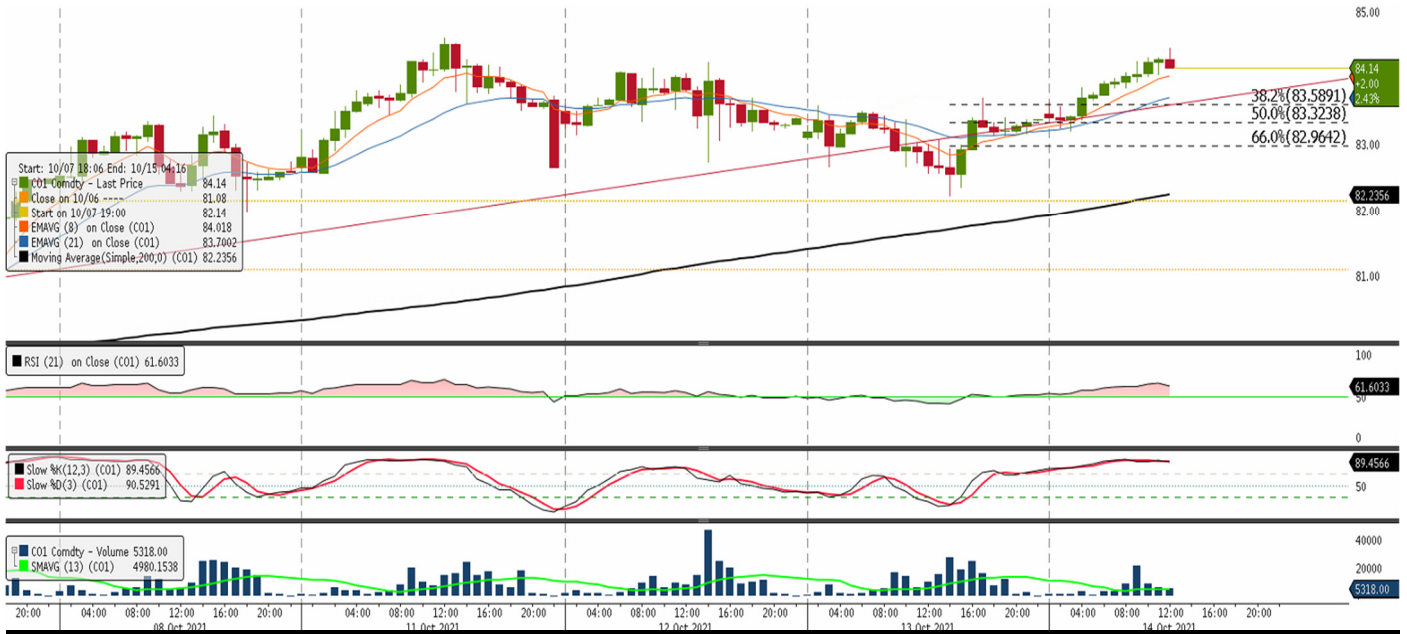 85.00
84.14
+2.00
2.43%
38.2%(83.5891)
50.0%(83.3238)
66.0%(82.9642)
83.00
82.2356
82.00
81.00
Start: 10/07 18:06 End: 10/15 04:16
CO1 Comdty - Last Price 84.14
Close on 10/06 ---- 81.08
Start on 10/07 19:00 82.14
EMAVG (8) on Close (CO1) 84.018
EMAVG (21) on Close (CO1) 83.7002
Moving Average(Simple,200,0) (CO1) 82.2356
RSI (21) on Close (CO1) 61.6033
100
61.6033
50
0
Slow %K(12,3) (CO1) 89.4566
Slow %D(3) (CO1) 90.5291
89.4566
50
CO1 Comdty - Volume 5318.00
SMAVG (13) (CO1) 4980.1538
40000
20000
5318.00
20:00 04:00 08:00 12:00 16:00 20:00 04:00 08:00 12:00 16:00 20:00 04:00 08:00 12:00 16:00 20:00 04:00 08:00 12:00 16:00 20:00 04:00 08:00 12:00 16:00 20:00
08 Oct 2021 11 Oct 2021 12 Oct 2021 13 Oct 2021 14 Oct 2021